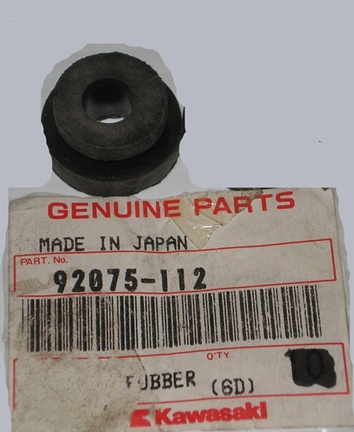 GENUINE PARTS
MADE IN JAPAN
PART. No.
92075-112
Q'TY
RUBBER (6D) 10
Kawasaki